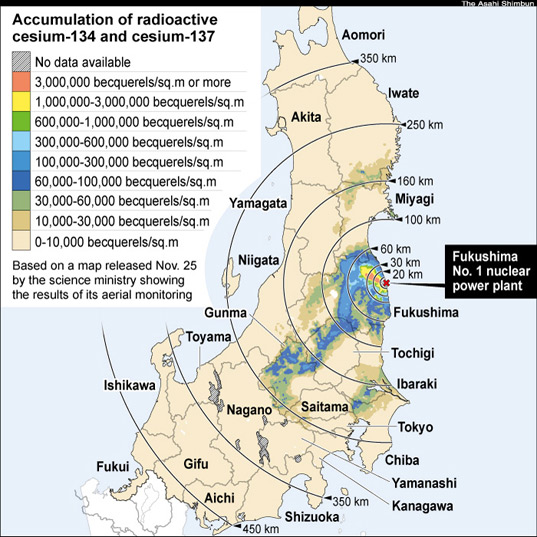 The Asahi Shimbun
Accumulation of radioactive
cesium-134 and cesium-137
No data available
3,000,000 becquerels/sq.m or more
1,000,000-3,000,000 becquerels/sq.m
600,000-1,000,000 becquerels/sq.m
300,000-600,000 becquerels/sq.m
100,000-300,000 becquerels/sq.m
60,000-100,000 becquerels/sq.m
30,000-60,000 becquerels/sq.m
10,000-30,000 becquerels/sq.m
0-10,000 becquerels/sq.m
Based on a map released Nov. 25
by the science ministry showing
the results of its aerial monitoring
Aomori
350 km
Iwate
Akita
250 km
160 km
Miyagi
Yamagata
100 km
60 km
30 km
20 km
Fukushima
No. 1 nuclear
power plant
Niigata
Gunma
Fukushima
Toyama
Tochigi
Ishikawa
Ibaraki
Nagano
Saitama
Tokyo
Chiba
Fukui
Gifu
Yamanashi
Aichi
350 km
Kanagawa
Shizuoka
450 km